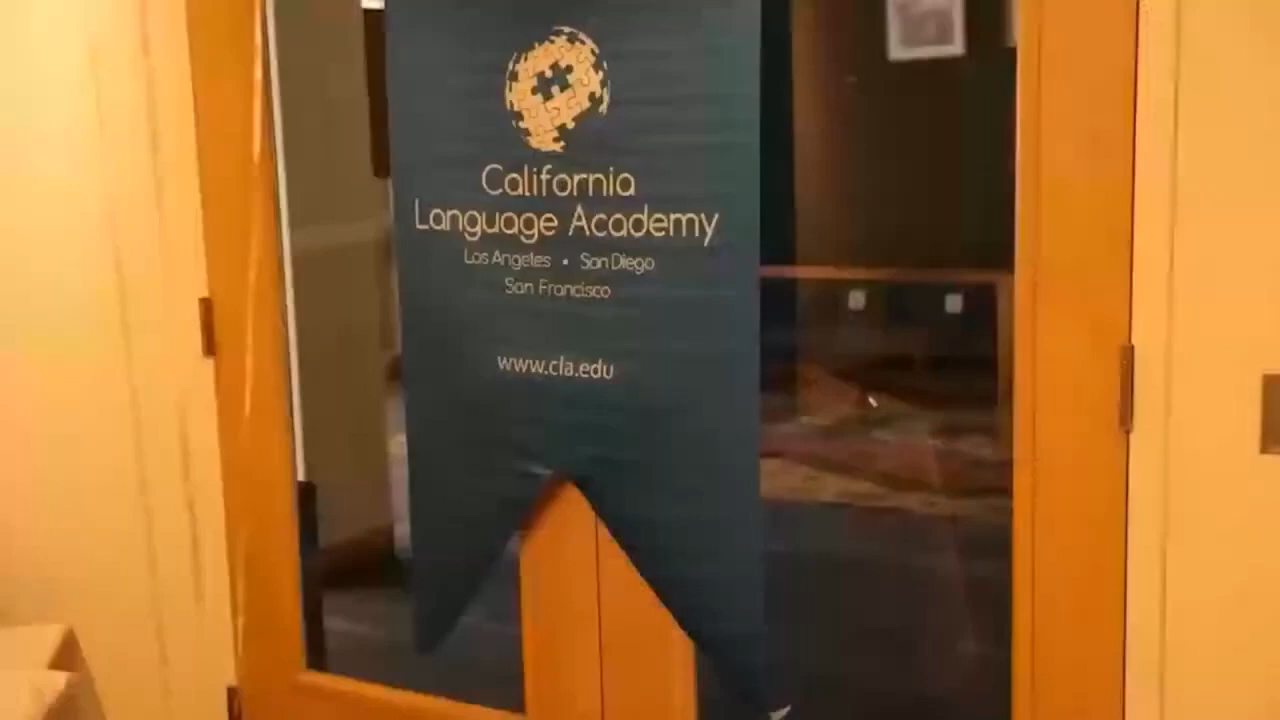 California
Language Academy
Los Angeles • San Diego
San Francisco
www.cla.edu